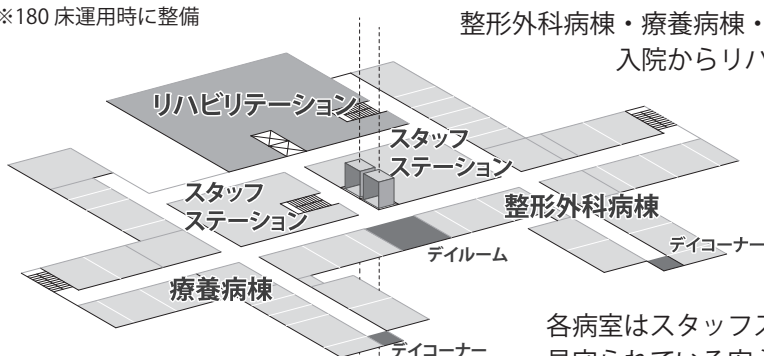 ※180 床運用時に整備
整形外科病棟・療養病棟・
入院からリハ
リハビリテーション
スタッフ
ステーション
スタッフ
ステーション
整形外科病棟
デイルーム
デイコーナー
療養病棟
各病室はスタッフス
デイコーナー